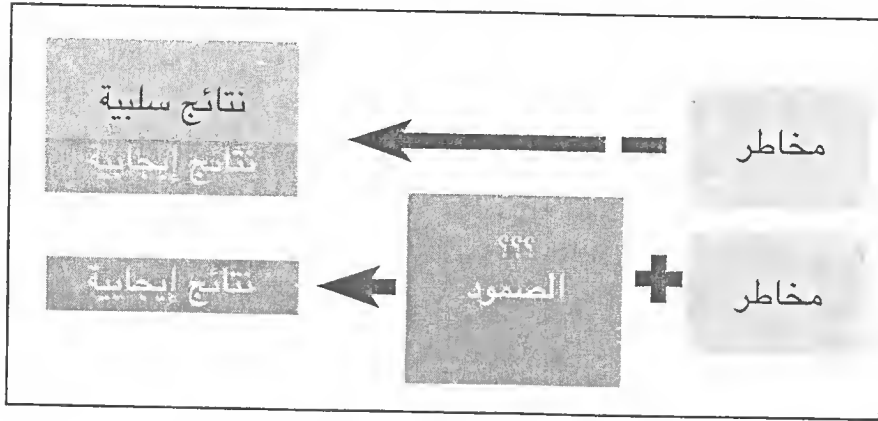 مخاطر
نتائج سلبية
نتائج إيجابية
مخاطر
؟؟؟
الصمود
نتائج إيجابية